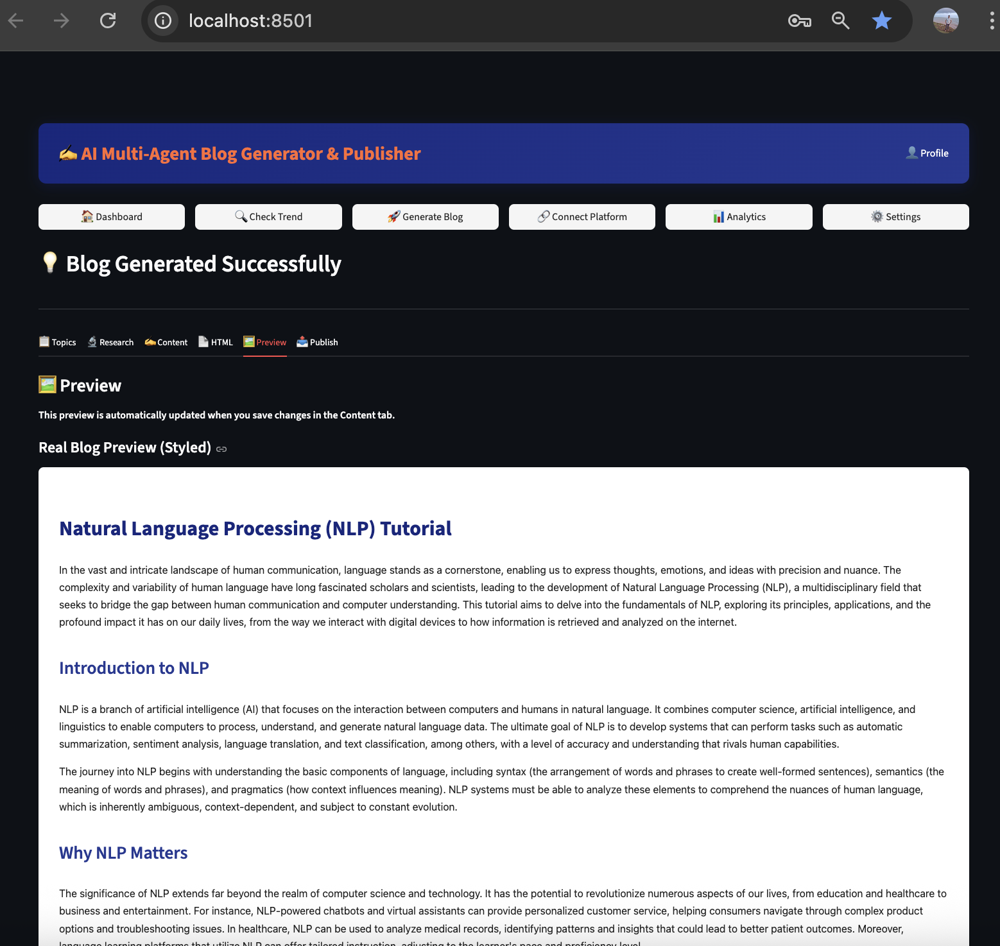 localhost:8501
AI Multi-Agent Blog Generator & Publisher
Profile
Dashboard
Check Trend
Generate Blog
Connect Platform
Analytics
Settings
Blog Generated Successfully
Topics
Research
Content
HTML
Preview
Publish
Preview
This preview is automatically updated when you save changes in the Content tab.
Real Blog Preview (Styled)
Natural Language Processing (NLP) Tutorial
In the vast and intricate landscape of human communication, language stands as a cornerstone, enabling us to express thoughts, emotions, and ideas with precision and nuance. The
complexity and variability of human language have long fascinated scholars and scientists, leading to the development of Natural Language Processing (NLP), a multidisciplinary field that
seeks to bridge the gap between human communication and computer understanding. This tutorial aims to delve into the fundamentals of NLP, exploring its principles, applications, and the
profound impact it has on our daily lives, from the way we interact with digital devices to how information is retrieved and analyzed on the internet.
Introduction to NLP
NLP is a branch of artificial intelligence (AI) that focuses on the interaction between computers and humans in natural language. It combines computer science, artificial intelligence, and
linguistics to enable computers to process, understand, and generate natural language data. The ultimate goal of NLP is to develop systems that can perform tasks such as automatic
summarization, sentiment analysis, language translation, and text classification, among others, with a level of accuracy and understanding that rivals human capabilities.
The journey into NLP begins with understanding the basic components of language, including syntax (the arrangement of words and phrases to create well-formed sentences), semantics (the
meaning of words and phrases), and pragmatics (how context influences meaning). NLP systems must be able to analyze these elements to comprehend the nuances of human language,
which is inherently ambiguous, context-dependent, and subject to constant evolution.
Why NLP Matters
The significance of NLP extends far beyond the realm of computer science and technology. It has the potential to revolutionize numerous aspects of our lives, from education and healthcare to
business and entertainment. For instance, NLP-powered chatbots and virtual assistants can provide personalized customer service, helping consumers navigate through complex product
options and troubleshooting issues. In healthcare, NLP can be used to analyze medical records, identifying patterns and insights that could lead to better patient outcomes. Moreover,
language learning platforms that utilize NLP can offer tailored instruction, adjusting to the learner's pace and proficiency level.